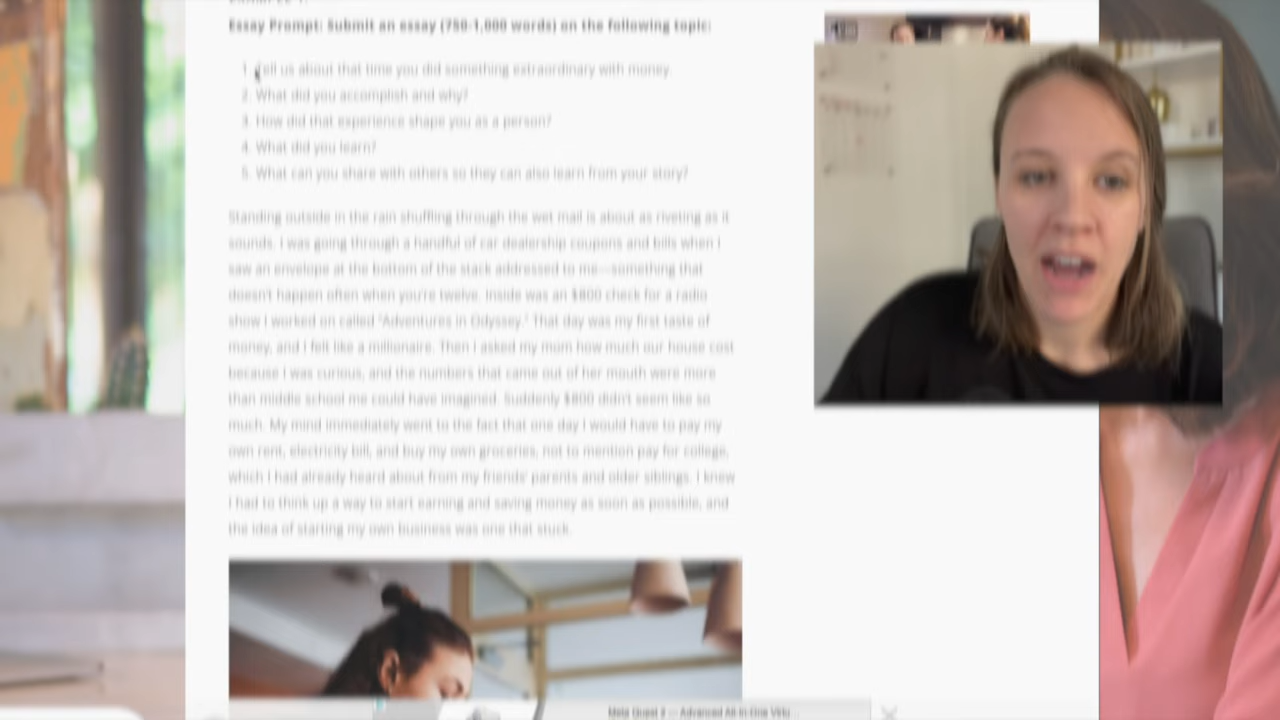 Essay Prompt: Submit an essay (750-1,000 words) on the following topic:
1. Tell us about that time you did something extraordinary with money.
2. What did you accomplish and why?
3. How did that experience shape you as a person?
4. What did you learn?
5. What can you share with others so they can also learn from your story?
Standing outside in the rain shuffling through the wet mail is about as riveting as it
sounds. I was going through a handful of car dealership coupons and bills when I
saw an envelope at the bottom of the stack addressed to me—something that
doesn't happen often when you're twelve. Inside was an $800 check for a radio
show I worked on called "Adventures in Odyssey." That day was my first taste of
money, and I felt like a millionaire. Then I asked my mom how much our house cost
because I was curious, and the numbers that came out of her mouth were more
than middle school me could have imagined. Suddenly $800 didn't seem like so
much. My mind immediately went to the fact that one day I would have to pay my
own rent, electricity bill, and buy my own groceries, not to mention pay for college,
which I had already heard about from my friends' parents and older siblings. I knew
I had to think up a way to start earning and saving money as soon as possible, and
the idea of starting my own business was one that stuck.
Meta Quest 2 — Advanced All-In-One Virtu...